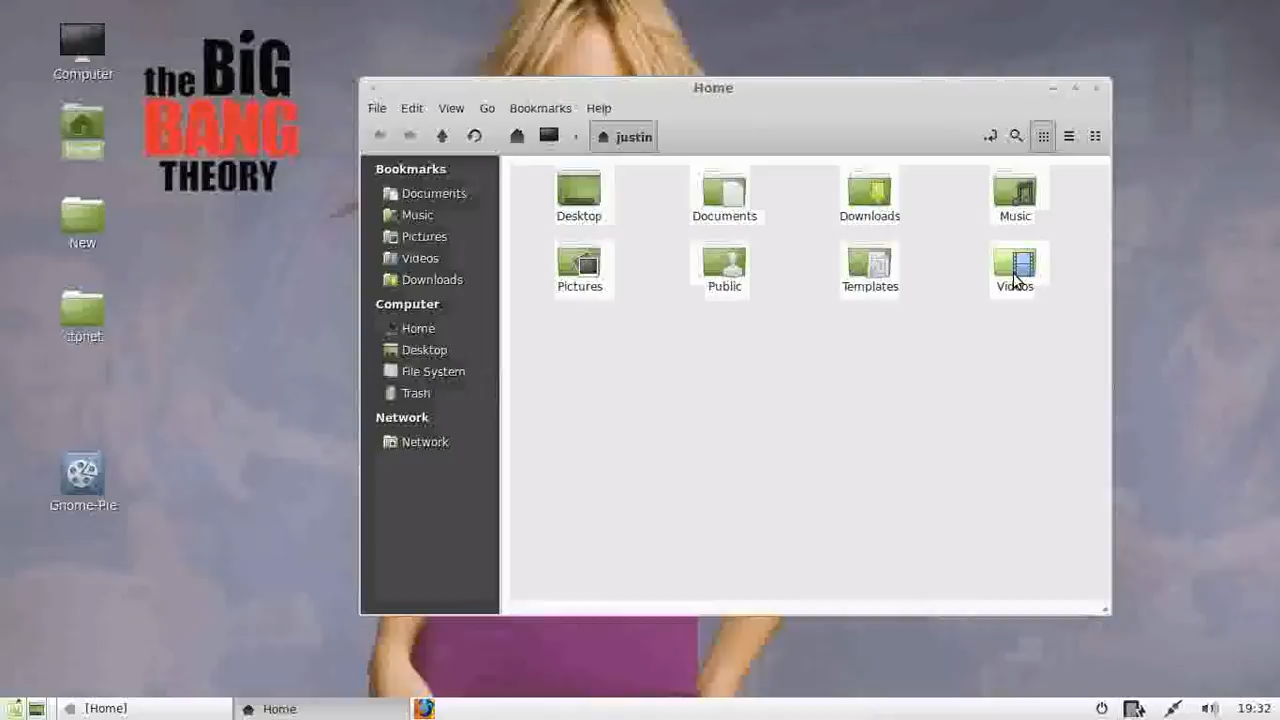 Computer
the BiG
BANG
THEORY
Home
New
Gnome-Pie
Home
File Edit View Go Bookmarks Help
justin
Bookmarks
Documents
Music
Pictures
Videos
Downloads
Computer
Home
Desktop
File System
Trash
Network
Network
Desktop Documents Downloads Music
Pictures Public Templates Videos
[Home] Home 19:32